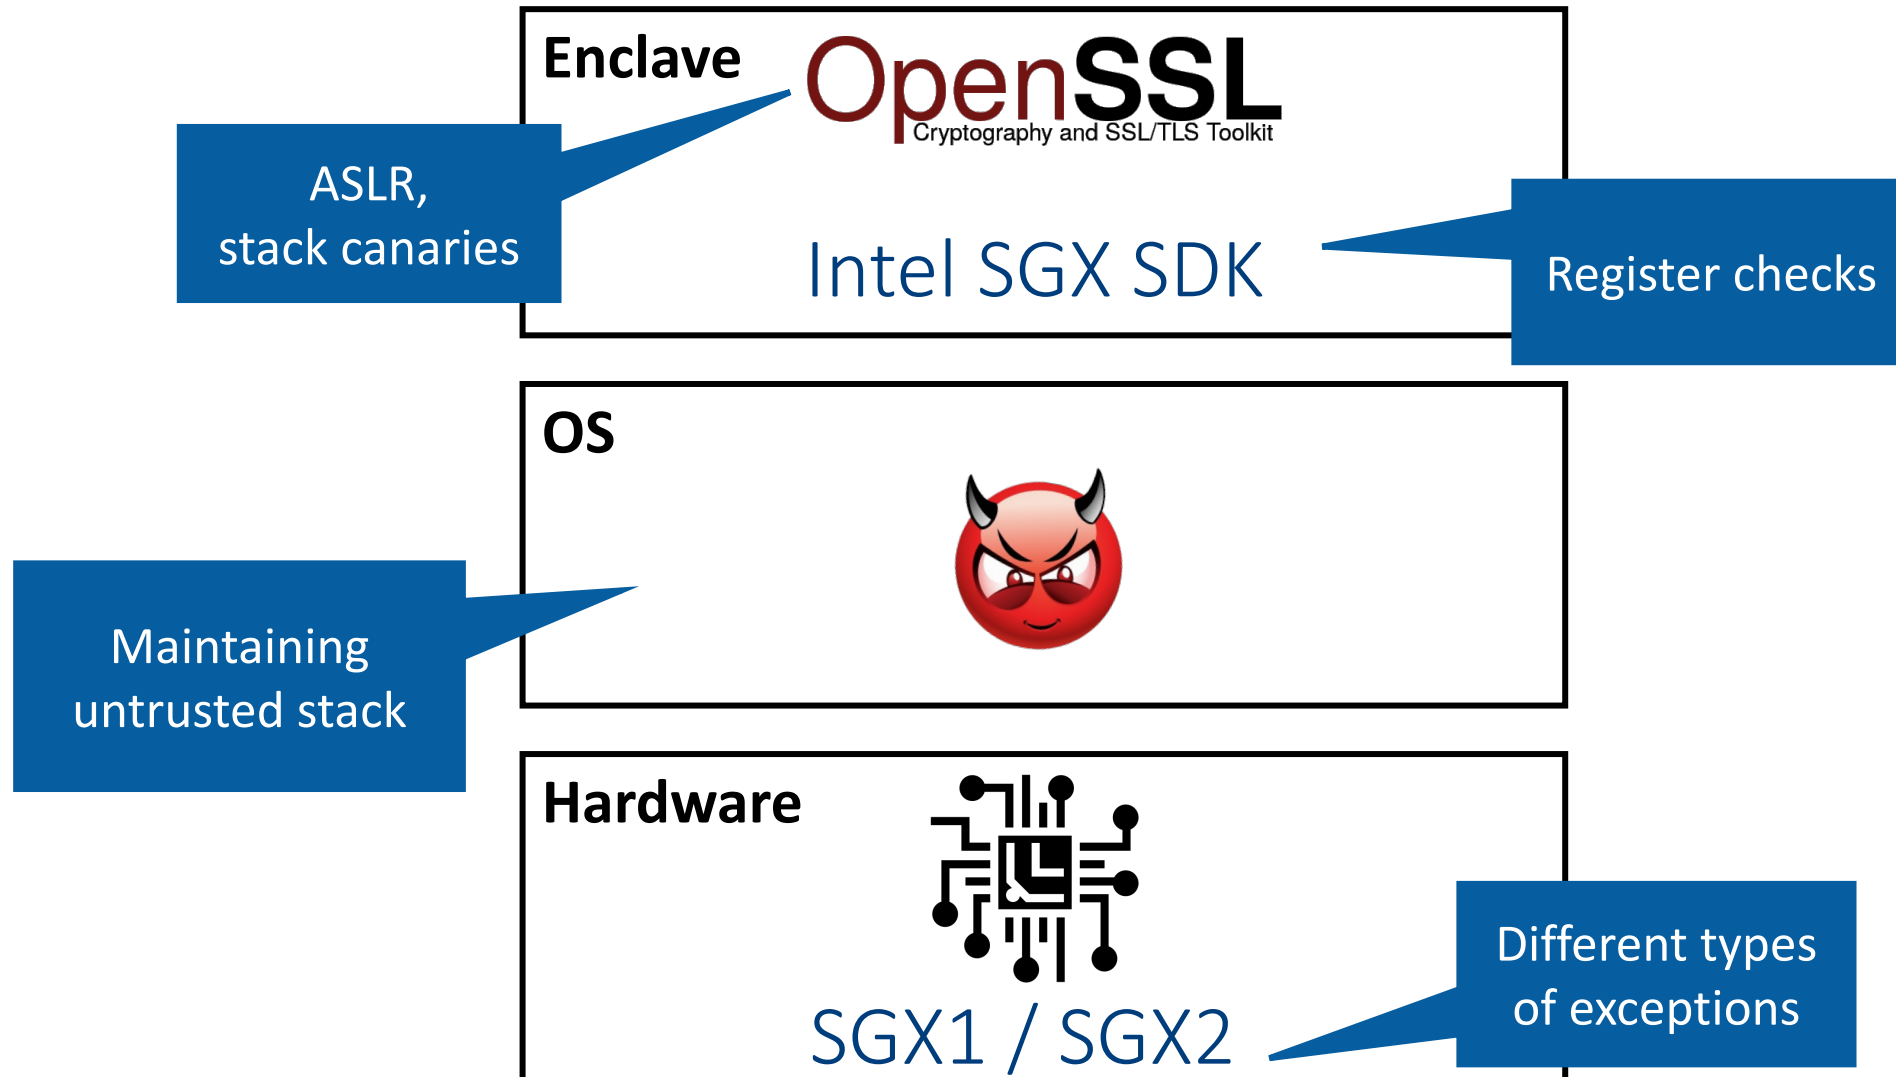 Enclave
OpenSSL
Cryptography and SSL/TLS Toolkit
ASLR,
stack canaries
Intel SGX SDK
Register checks
OS
Maintaining
untrusted stack
Hardware
Different types
of exceptions
SGX1 / SGX2